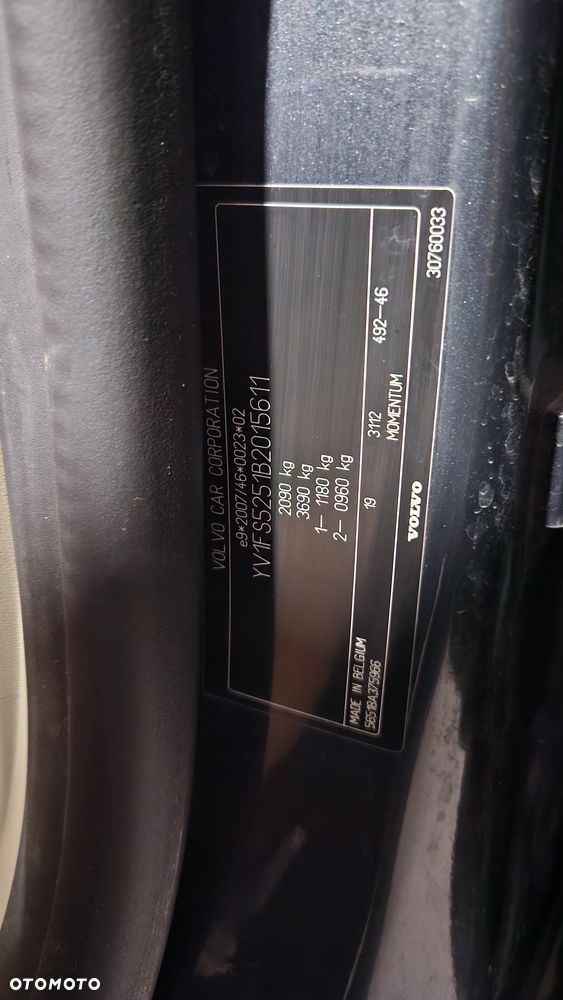 VOLVO CAR CORPORATION
e9*2007/46*0023*02
YV1FS5251B2015611
2090 kg
3690 kg
1- 1180 kg
2- 0960 kg
MADE IN BELGIUM 19 3112 492-46
56518A375966 MOMENTUM
VOLVO 30760033
OTOMOTO